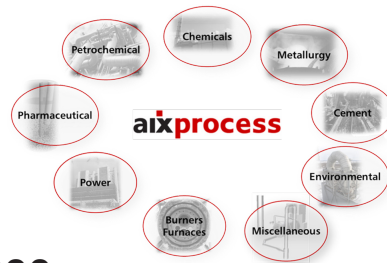 Chemicals
Petrochemical
Metallurgy
Pharmaceutical
aixprocess
Cement
Power
Environmental
Burners
Furnaces
Miscellaneous